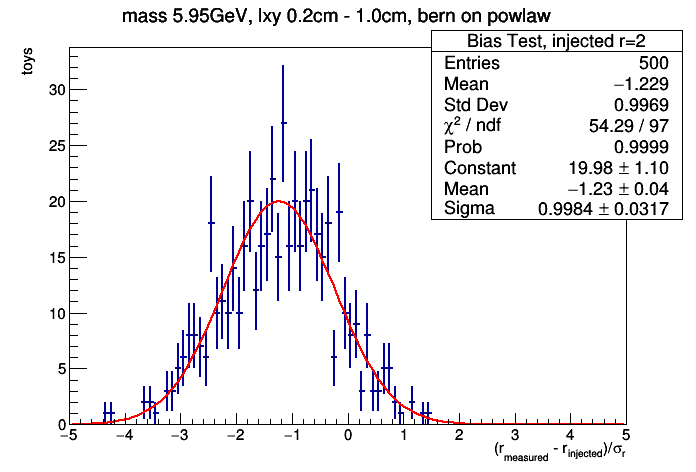 mass 5.95GeV, lxy 0.2cm - 1.0cm, bern on powlaw
Bias Test, injected r=2
Entries 500
Mean −1.229
Std Dev 0.9969
χ² / ndf 54.29 / 97
Prob 0.9999
Constant 19.98 ± 1.10
Mean −1.23 ± 0.04
Sigma 0.9984 ± 0.0317
toys
30
25
20
15
10
5
0
−5 −4 −3 −2 −1 0 1 2 3 4 5
(r_measured - r_injected)/σ_r